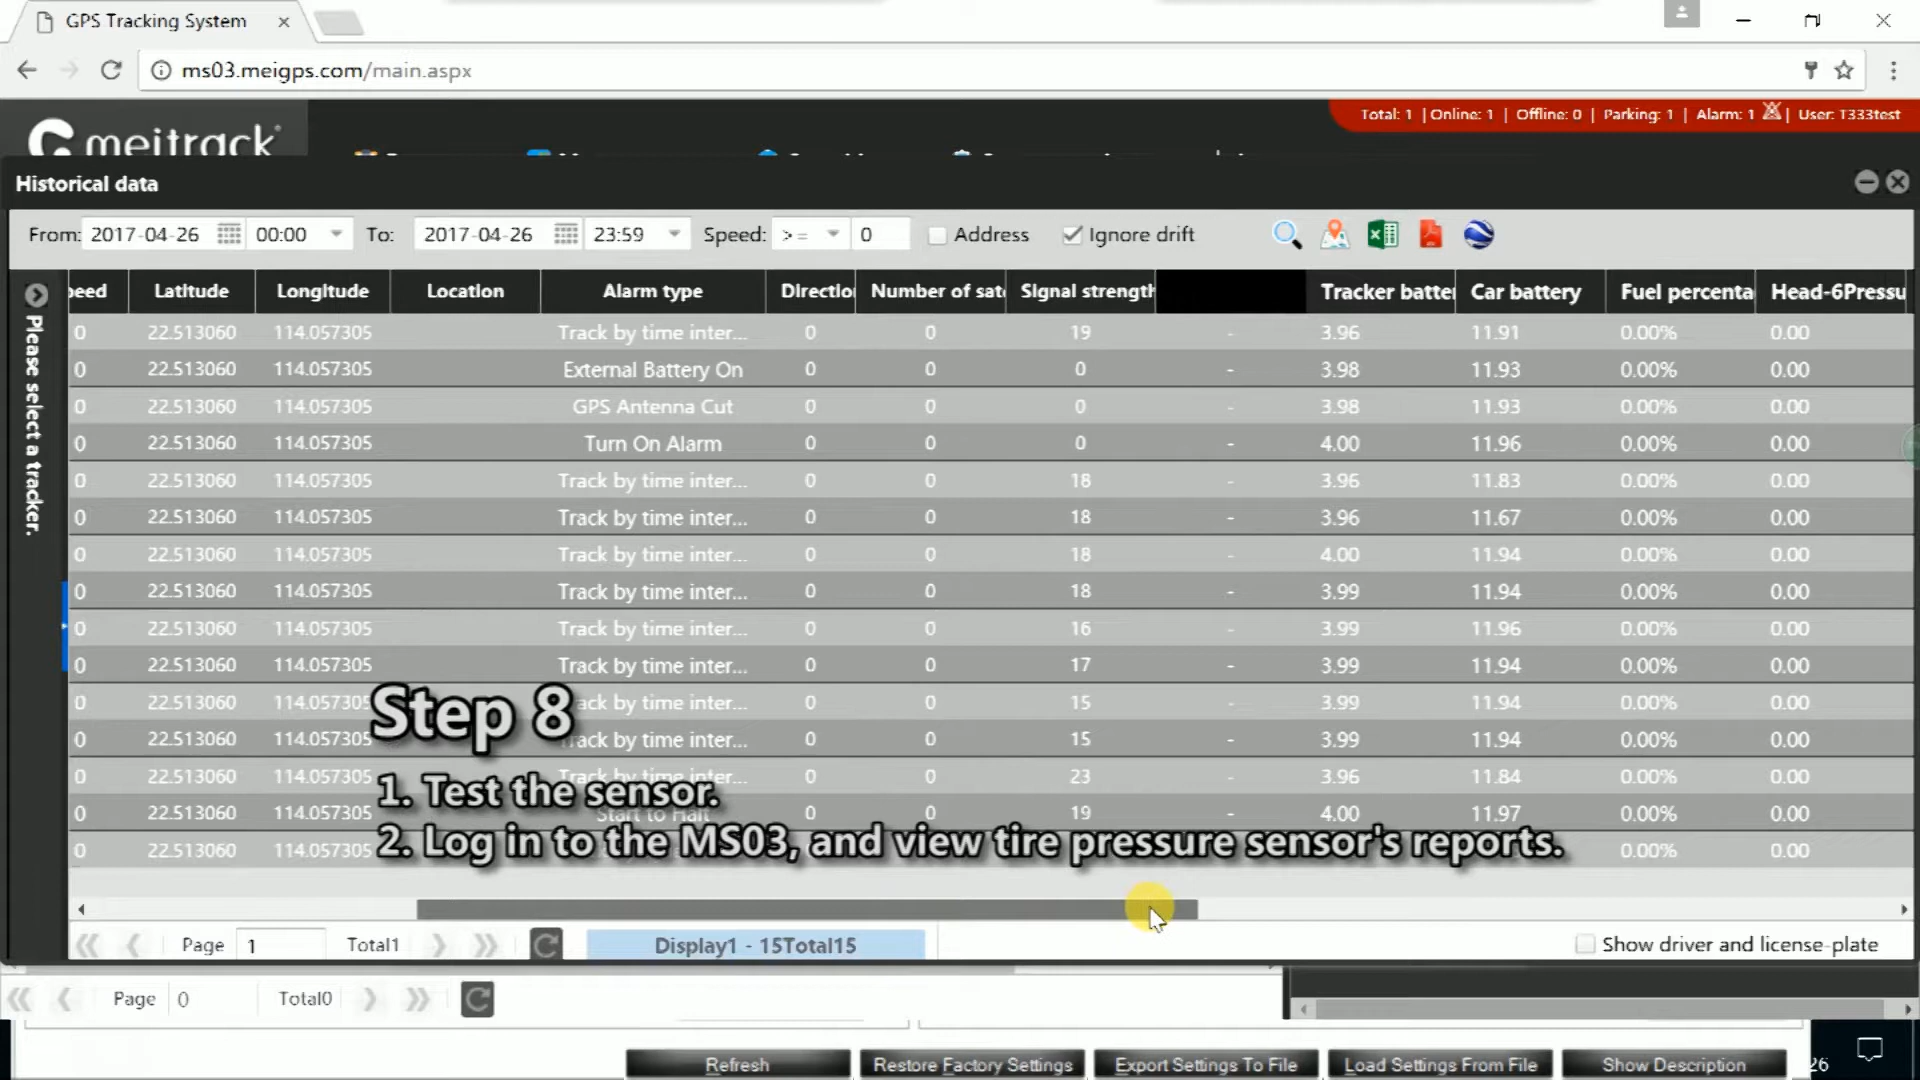 GPS Tracking System
ms03.meigps.com/main.aspx
meitrack
Total: 1 | Online: 1 | Offline: 0 | Parking: 1 | Alarm: 1 | User: T333test
Historical data
From: 2017-04-26 00:00 To: 2017-04-26 23:59 Speed: >= 0 Address Ignore drift
Please select a tracker.
peed Latitude Longitude Location Alarm type Direction Number of sat Signal strength Tracker batte Car battery Fuel percenta Head-6Pressu
0 22.513060 114.057305 Track by time inter... 0 0 19 - 3.96 11.91 0.00% 0.00
0 22.513060 114.057305 External Battery On 0 0 0 - 3.98 11.93 0.00% 0.00
0 22.513060 114.057305 GPS Antenna Cut 0 0 0 - 3.98 11.93 0.00% 0.00
0 22.513060 114.057305 Turn On Alarm 0 0 0 - 4.00 11.96 0.00% 0.00
0 22.513060 114.057305 Track by time inter... 0 0 18 - 3.96 11.83 0.00% 0.00
0 22.513060 114.057305 Track by time inter... 0 0 18 - 3.96 11.67 0.00% 0.00
0 22.513060 114.057305 Track by time inter... 0 0 18 - 4.00 11.94 0.00% 0.00
0 22.513060 114.057305 Track by time inter... 0 0 18 - 3.99 11.94 0.00% 0.00
0 22.513060 114.057305 Track by time inter... 0 0 16 - 3.99 11.96 0.00% 0.00
0 22.513060 114.057305 Track by time inter... 0 0 17 - 3.99 11.94 0.00% 0.00
0 22.513060 114.057305 Track by time inter... 0 0 15 - 3.99 11.94 0.00% 0.00
0 22.513060 114.057305 Track by time inter... 0 0 15 - 3.99 11.94 0.00% 0.00
0 22.513060 114.057305 Track by time inter... 0 0 23 - 3.96 11.84 0.00% 0.00
0 22.513060 114.057305 Start to Halt 0 0 19 - 4.00 11.97 0.00% 0.00
0 22.513060 114.057305 0.00% 0.00
Step 8
1. Test the sensor.
2. Log in to the MS03, and view tire pressure sensor's reports.
Page 1 Total1 Display1 - 15Total15 Show driver and license-plate
Page 0 Total0
Refresh Restore Factory Settings Export Settings To File Load Settings From File Show Description 26